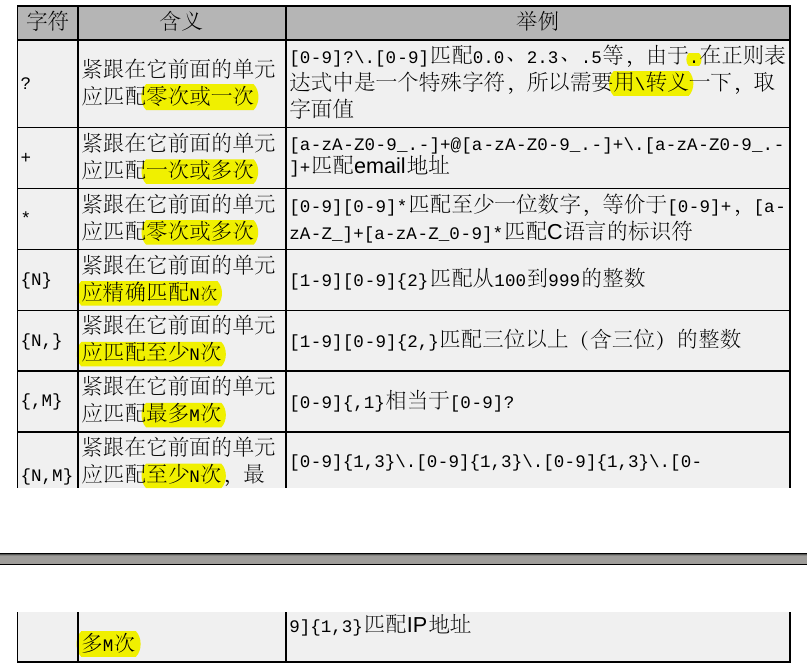 字符 含义 举例
? 紧跟在它前面的单元应匹配零次或一次 [0-9]?\.[0-9]匹配0.0、2.3、.5等，由于.在正则表
达式中是一个特殊字符，所以需要用\转义一下，取
字面值
+ 紧跟在它前面的单元
应匹配一次或多次
[a-zA-Z0-9_.-]+@[a-zA-Z0-9_.-]+\.[a-zA-Z0-9_.-
]+匹配email地址
* 紧跟在它前面的单元
应匹配零次或多次
[0-9][0-9]*匹配至少一位数字，等价于[0-9]+，[a-
zA-Z_]+[a-zA-Z_0-9]*匹配C语言的标识符
{N} 紧跟在它前面的单元
应精确匹配N次
[1-9][0-9]{2}匹配从100到999的整数
{N,} 紧跟在它前面的单元
应匹配至少N次
[1-9][0-9]{2,}匹配三位以上（含三位）的整数
{,M} 紧跟在它前面的单元
应匹配最多M次
[0-9]{,1}相当于[0-9]?
{N,M} 紧跟在它前面的单元
应匹配至少N次，最
[0-9]{1,3}\.[0-9]{1,3}\.[0-9]{1,3}\.[0-
多M次
9]{1,3}匹配IP地址